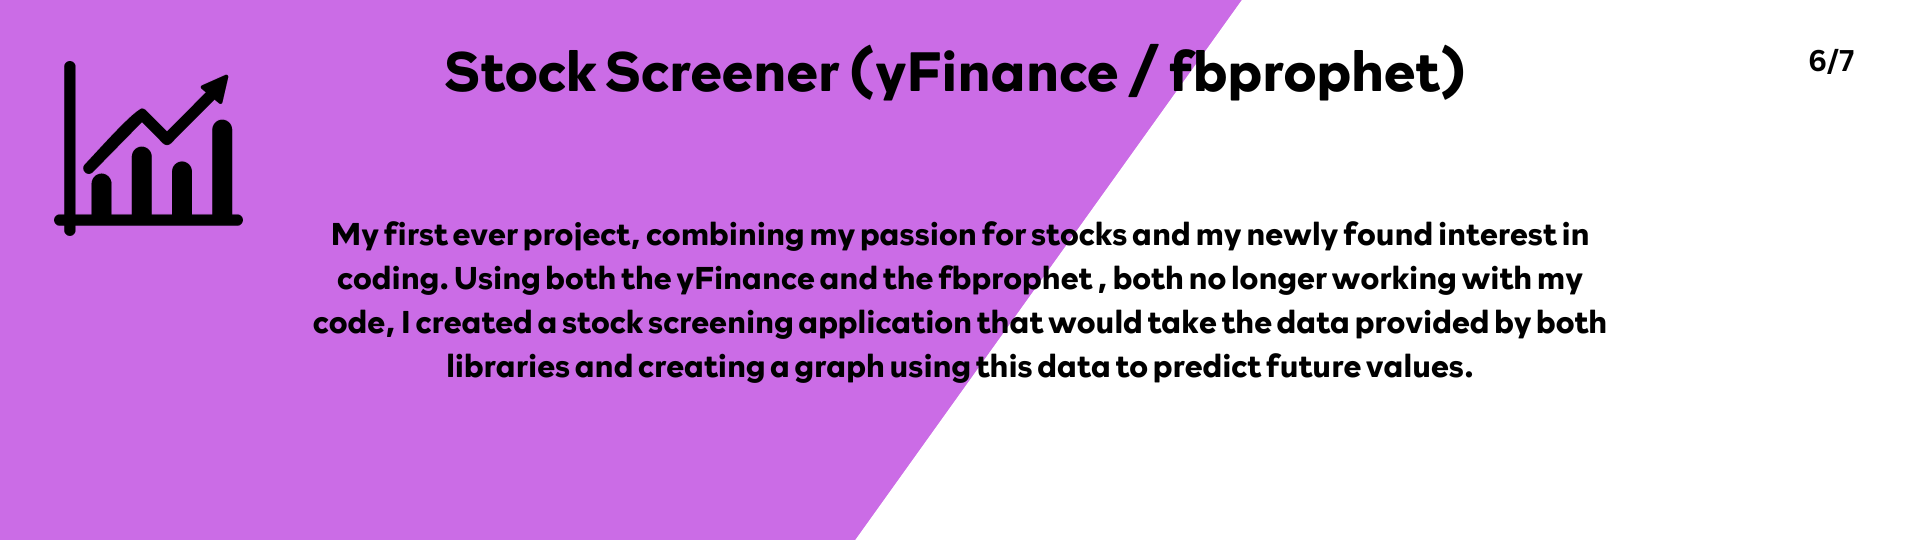 Stock Screener (yFinance / fbprophet)
6/7
My first ever project, combining my passion for stocks and my newly found interest in
coding. Using both the yFinance and the fbprophet , both no longer working with my
code, I created a stock screening application that would take the data provided by both
libraries and creating a graph using this data to predict future values.